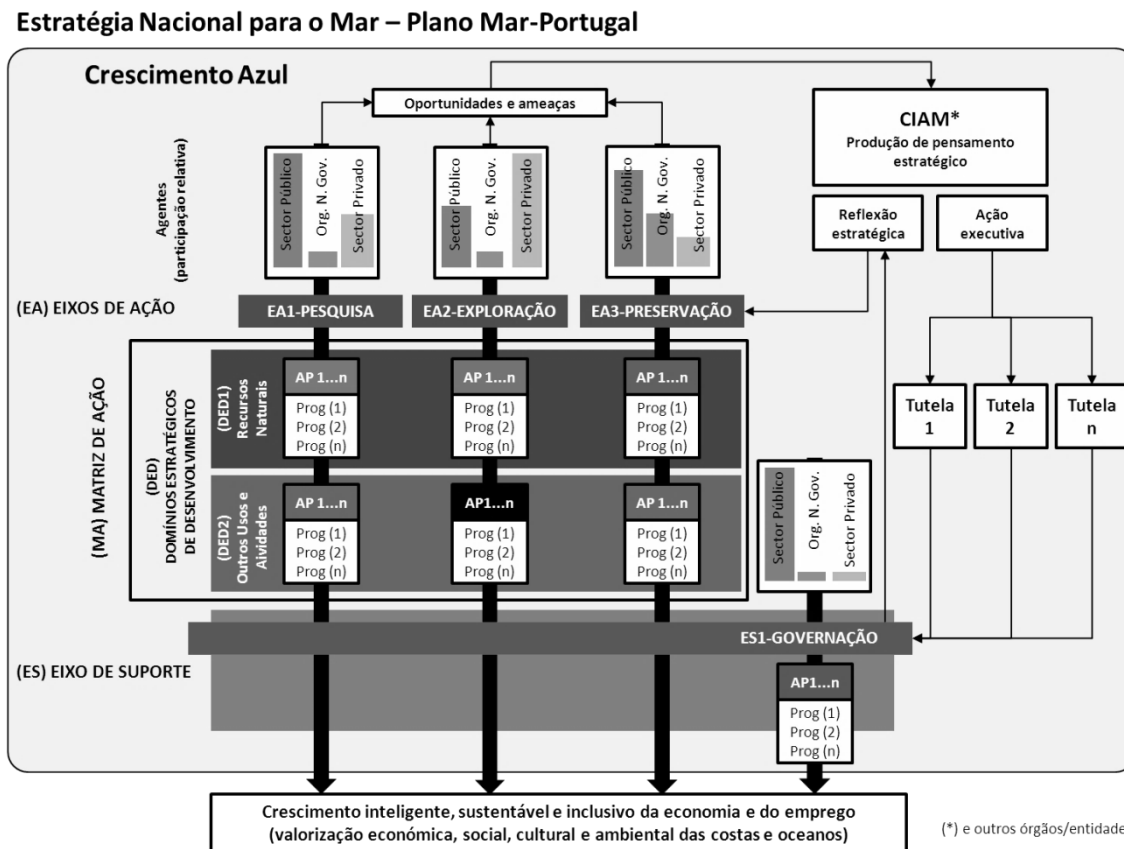 Estratégia Nacional para o Mar – Plano Mar-Portugal
Crescimento Azul
Oportunidades e ameaças
CIAM*
Produção de pensamento
estratégico
Reflexão
estratégica
Ação
executiva
Agentes
(participação relativa)
Sector Público
Org. N. Gov.
Sector Privado
Sector Público
Org. N. Gov.
Sector Privado
Sector Público
Org. N. Gov.
Sector Privado
(EA) EIXOS DE AÇÃO
EA1-PESQUISA
EA2-EXPLORAÇÃO
EA3-PRESERVAÇÃO
(MA) MATRIZ DE AÇÃO
(DED)
DOMÍNIOS ESTRATÉGICOS
DE DESENVOLVIMENTO
(DED1)
Recursos
Naturais
AP 1...n
Prog (1)
Prog (2)
Prog (n)
AP 1...n
Prog (1)
Prog (2)
Prog (n)
AP 1...n
Prog (1)
Prog (2)
Prog (n)
Tutela
1
Tutela
2
Tutela
n
(DED2)
Outros Usos e
Aividades
AP 1...n
Prog (1)
Prog (2)
Prog (n)
AP1...n
Prog (1)
Prog (2)
Prog (n)
AP 1...n
Prog (1)
Prog (2)
Prog (n)
Sector Público
Org. N. Gov.
Sector Privado
ES1-GOVERNAÇÃO
(ES) EIXO DE SUPORTE
AP1...n
Prog (1)
Prog (2)
Prog (n)
Crescimento inteligente, sustentável e inclusivo da economia e do emprego
(valorização económica, social, cultural e ambiental das costas e oceanos)
(*) e outros órgãos/entidade